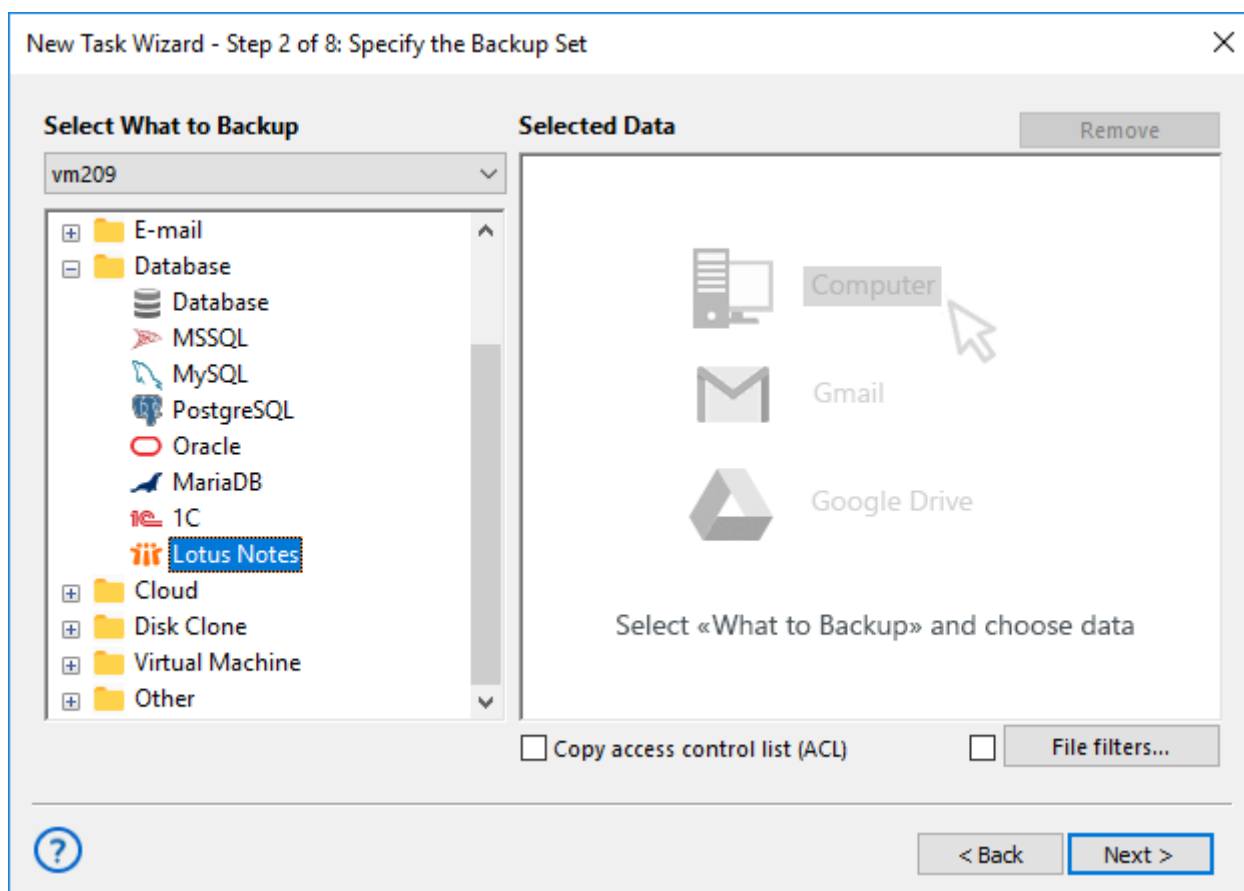 New Task Wizard - Step 2 of 8: Specify the Backup Set
Select What to Backup
Selected Data
Remove
vm209
E-mail
Database
Database
MSSQL
MySQL
PostgreSQL
Oracle
MariaDB
1C
Lotus Notes
Cloud
Disk Clone
Virtual Machine
Other
Computer
Gmail
Google Drive
Select «What to Backup» and choose data
Copy access control list (ACL)
File filters...
?
< Back
Next >